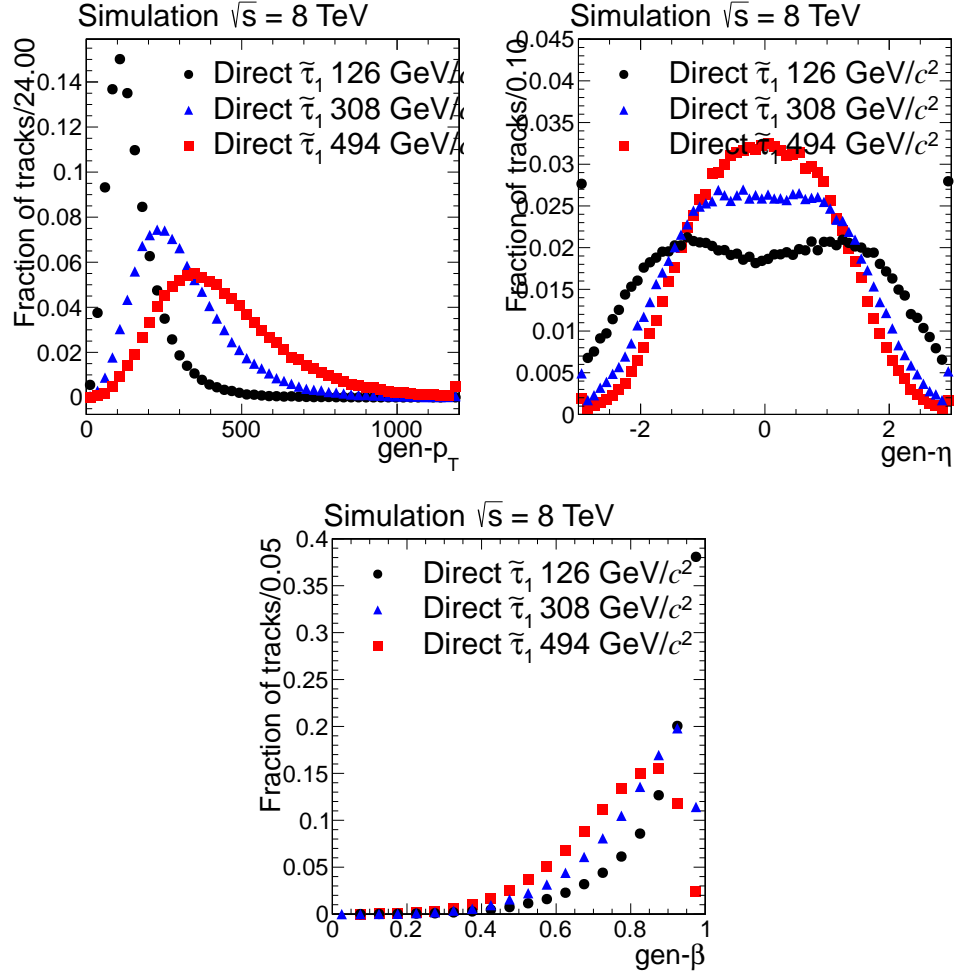 Simulation √s = 8 TeV
Fraction of tracks/24.00
0.14
0.12
0.1
0.08
0.06
0.04
0.02
0
Direct τ̃₁ 126 GeV/c
Direct τ̃₁ 308 GeV/c
Direct τ̃₁ 494 GeV/c
0 500 1000
gen-p_T
Simulation √s = 8 TeV
Fraction of tracks/0.10
0.045
0.04
0.035
0.03
0.025
0.02
0.015
0.01
0.005
0
Direct τ̃₁ 126 GeV/c²
Direct τ̃₁ 308 GeV/c²
Direct τ̃₁ 494 GeV/c²
-2 0 2
gen-η
Simulation √s = 8 TeV
Fraction of tracks/0.05
0.4
0.35
0.3
0.25
0.2
0.15
0.1
0.05
0
Direct τ̃₁ 126 GeV/c²
Direct τ̃₁ 308 GeV/c²
Direct τ̃₁ 494 GeV/c²
0 0.2 0.4 0.6 0.8 1
gen-β